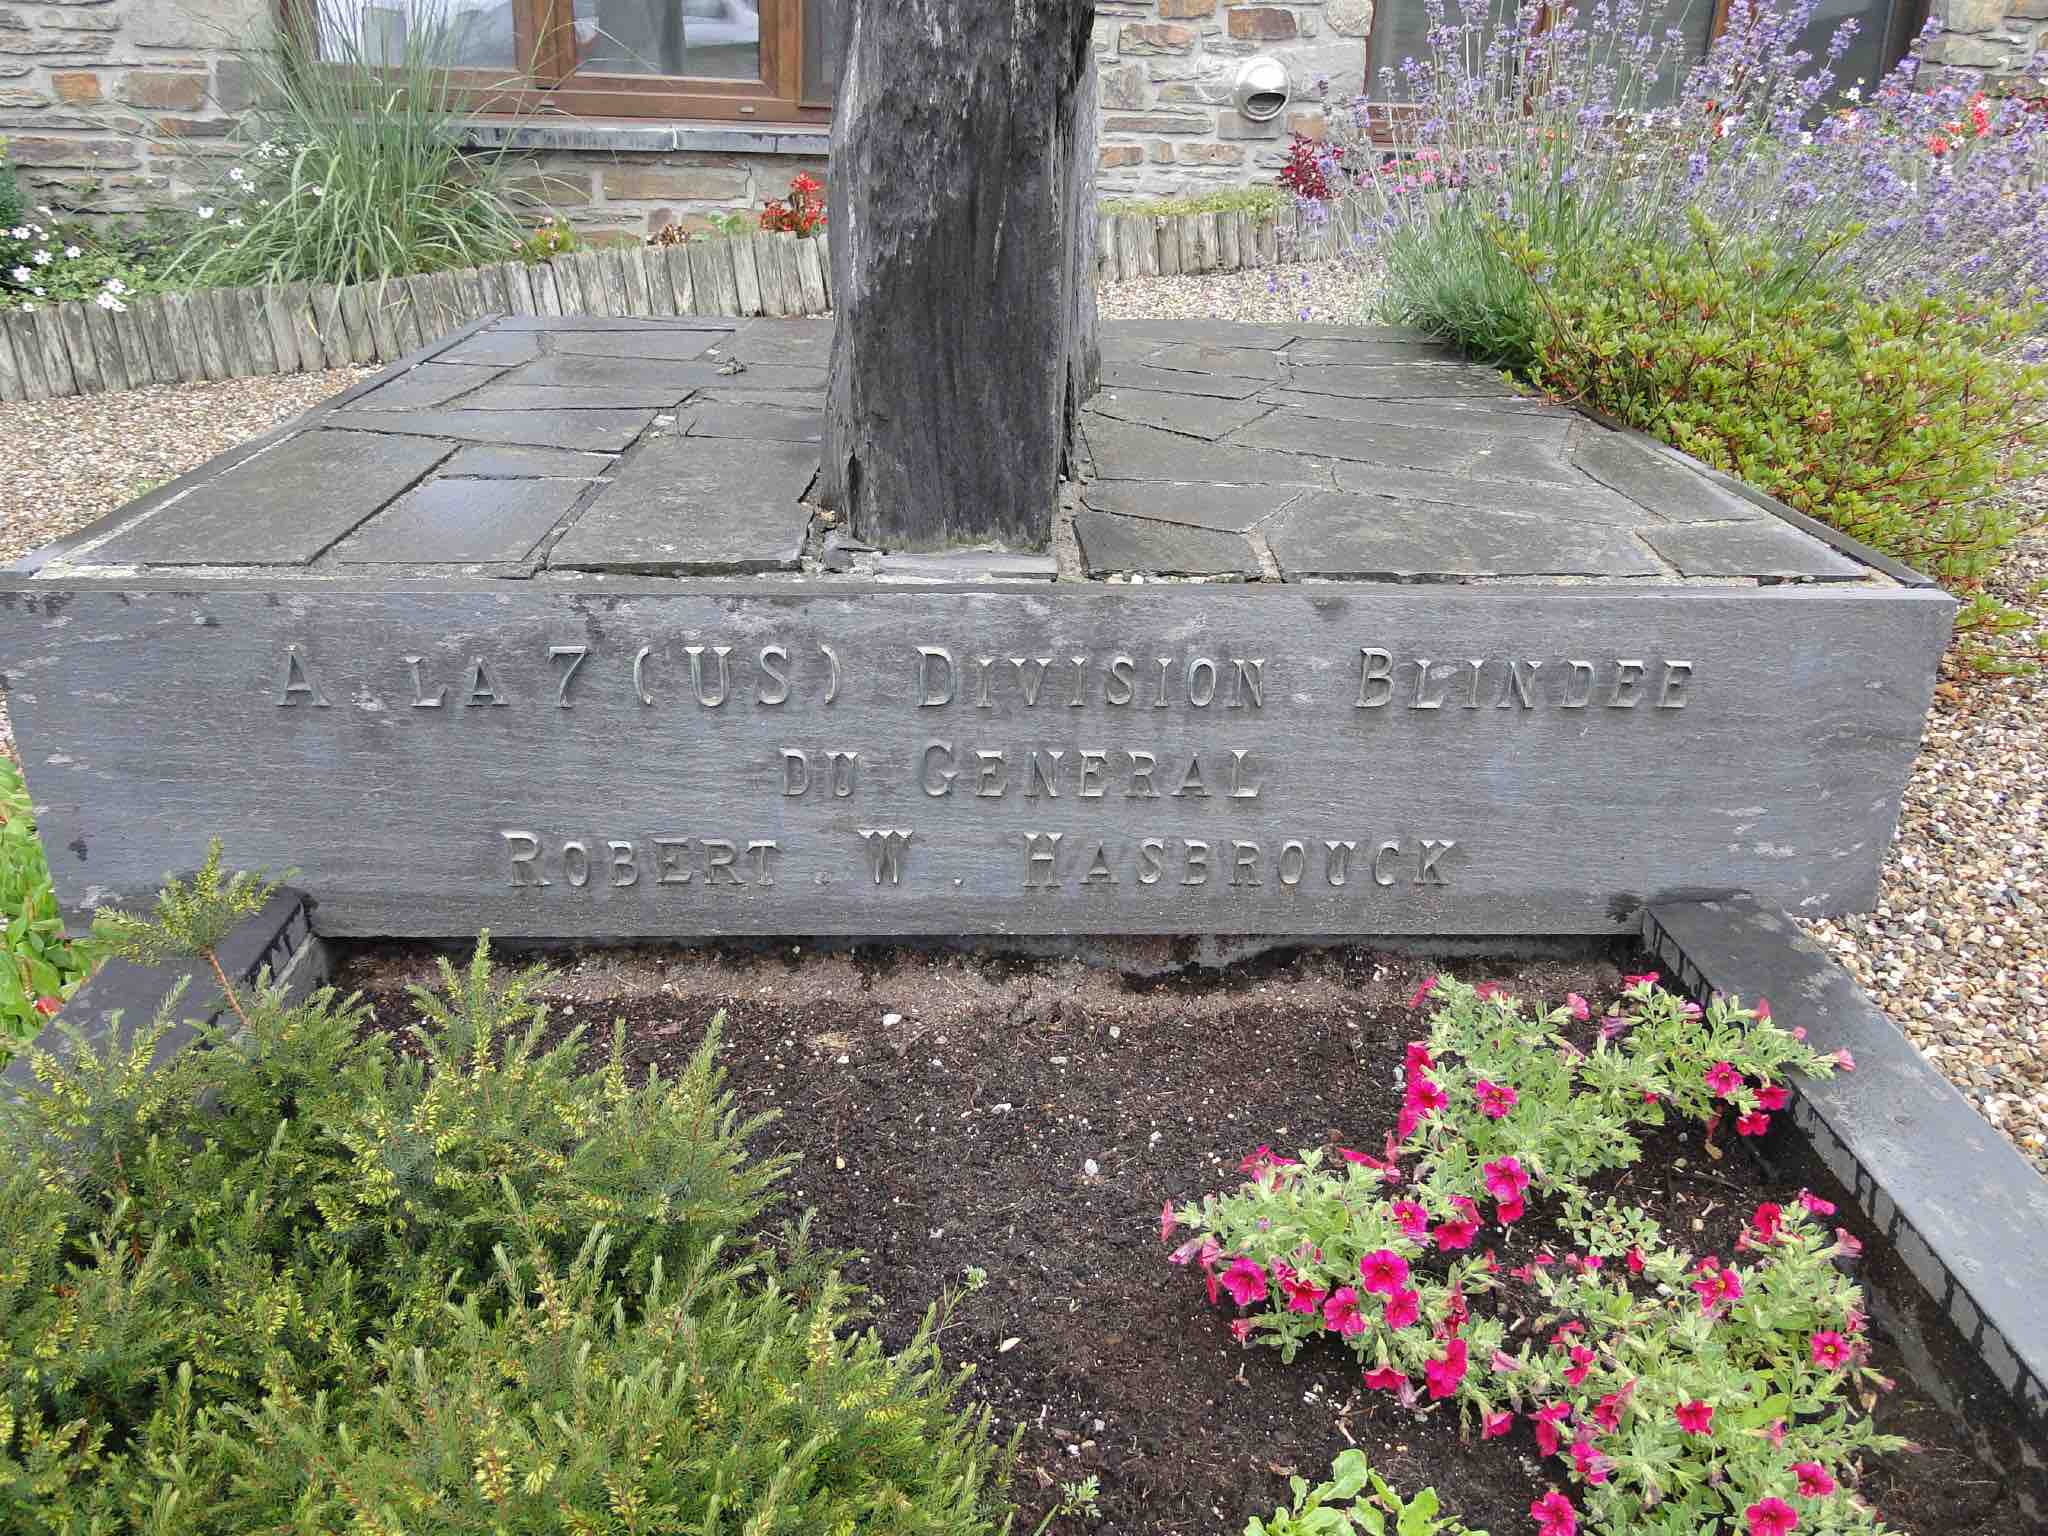 A LA 7 (US) DIVISION BLINDEE
DU GENERAL
ROBERT W. HASBROUCK